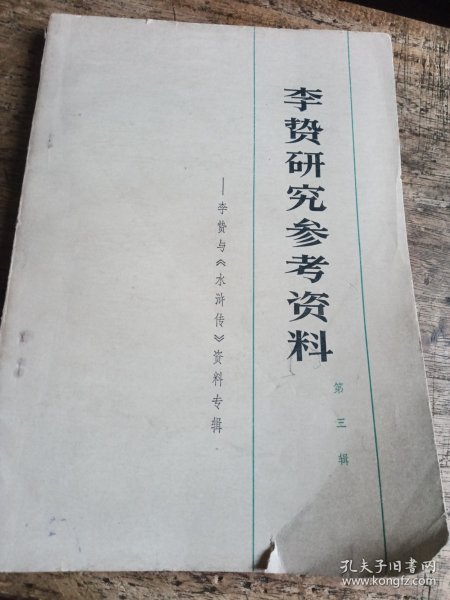 李贽研究参考资料
第三辑
——李贽与《水浒传》资料专辑
孔夫子旧书网
www.kongfz.com